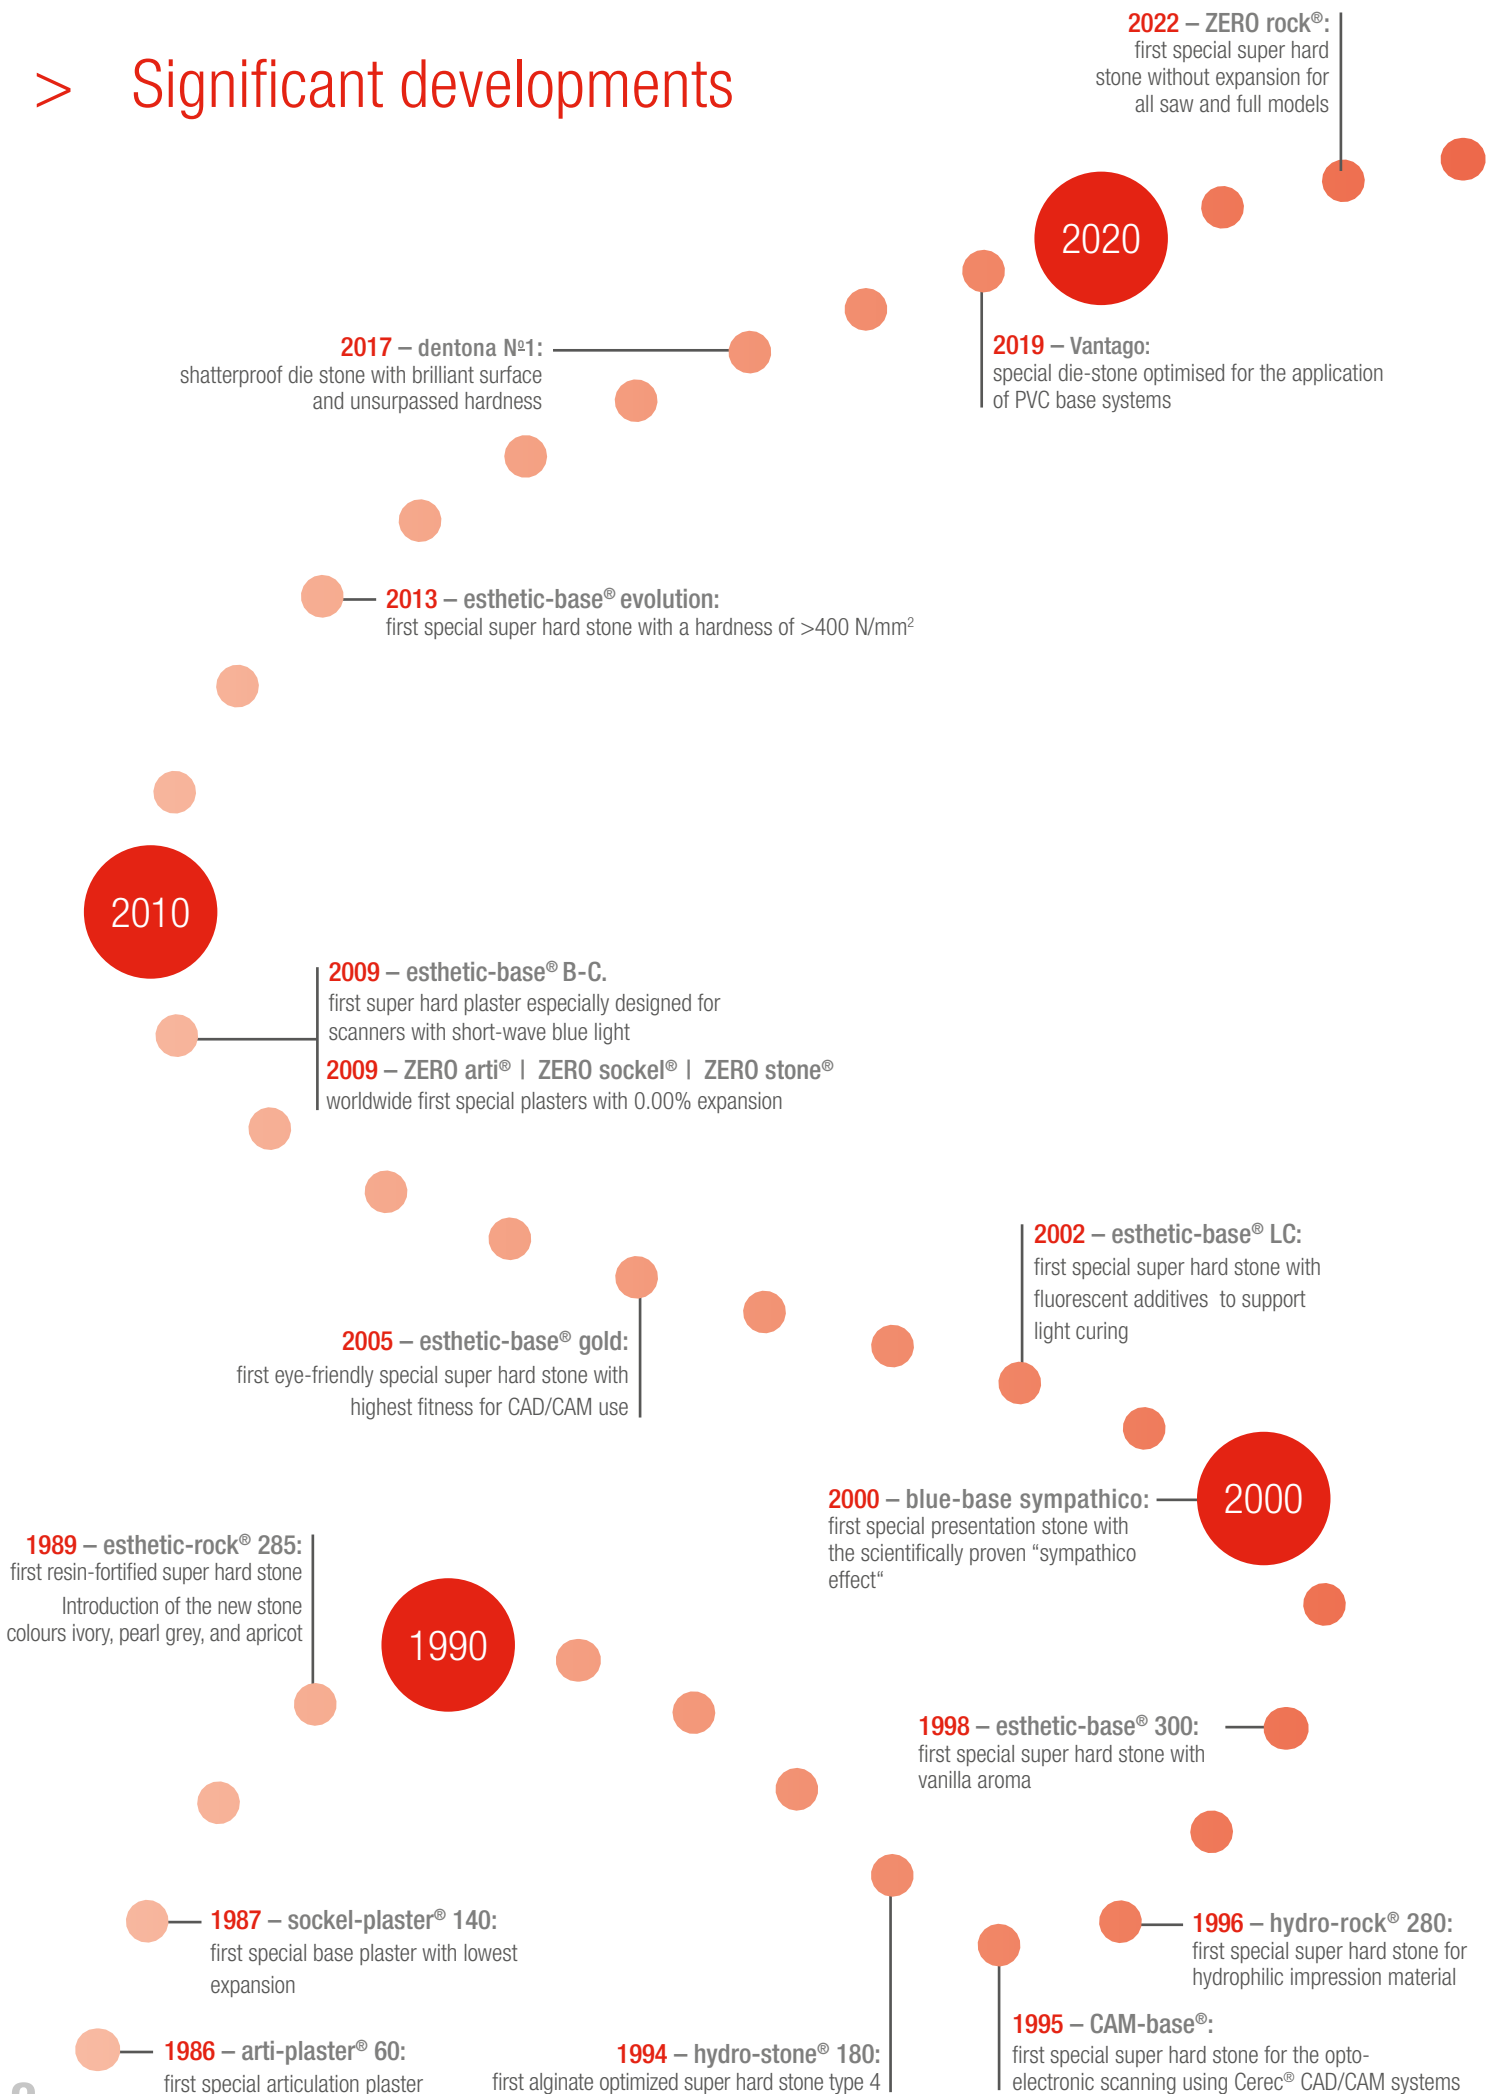 > Significant developments
2022 – ZERO rock®:
first special super hard
stone without expansion for
all saw and full models
2020
2017 – dentona Nº1:
shatterproof die stone with brilliant surface
and unsurpassed hardness
2019 – Vantago:
special die-stone optimised for the application
of PVC base systems
2013 – esthetic-base® evolution:
first special super hard stone with a hardness of >400 N/mm²
2010
2009 – esthetic-base® B-C.
first super hard plaster especially designed for
scanners with short-wave blue light
2009 – ZERO arti® | ZERO sockel® | ZERO stone®
worldwide first special plasters with 0.00% expansion
2002 – esthetic-base® LC:
first special super hard stone with
fluorescent additives to support
light curing
2005 – esthetic-base® gold:
first eye-friendly special super hard stone with
highest fitness for CAD/CAM use
2000 – blue-base sympathico:
first special presentation stone with
the scientifically proven “sympathico
effect“
2000
1989 – esthetic-rock® 285:
first resin-fortified super hard stone
Introduction of the new stone
colours ivory, pearl grey, and apricot
1990
1998 – esthetic-base® 300:
first special super hard stone with
vanilla aroma
1987 – sockel-plaster® 140:
first special base plaster with lowest
expansion
1996 – hydro-rock® 280:
first special super hard stone for
hydrophilic impression material
1995 – CAM-base®:
first special super hard stone for the opto-
electronic scanning using Cerec® CAD/CAM systems
1986 – arti-plaster® 60:
first special articulation plaster
1994 – hydro-stone® 180:
first alginate optimized super hard stone type 4